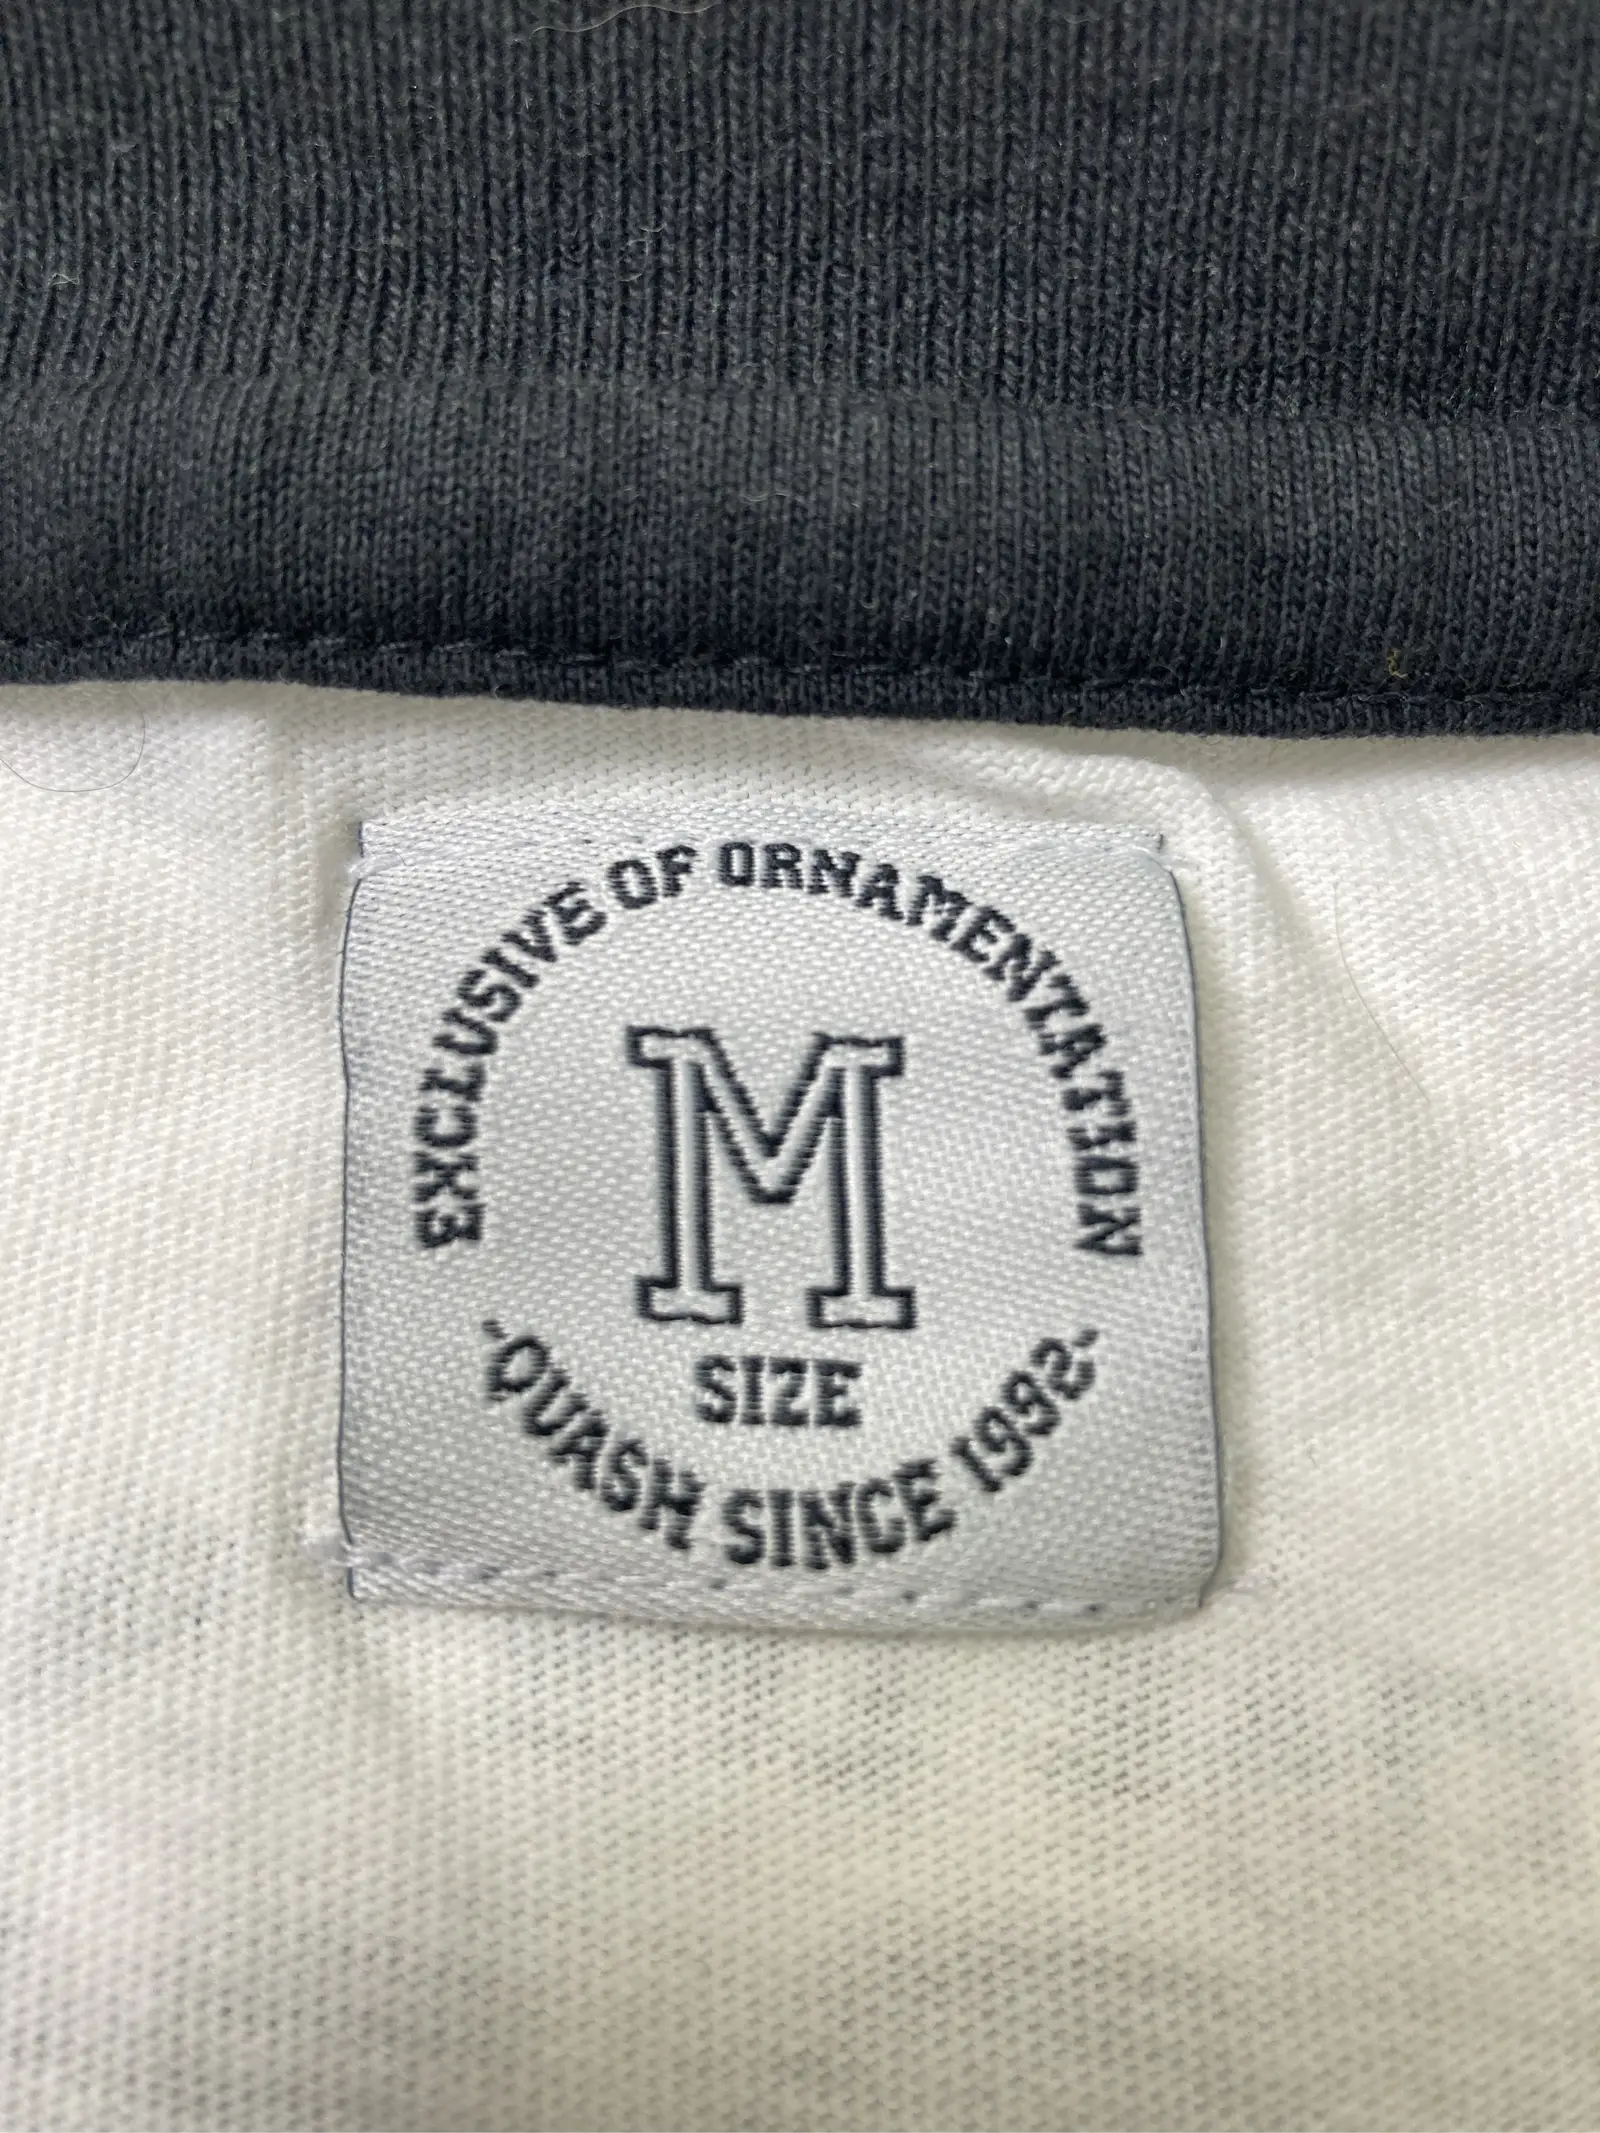 EXCLUSIVE OF ORNAMENTATION
M
SIZE
-QUASH SINCE 1992-